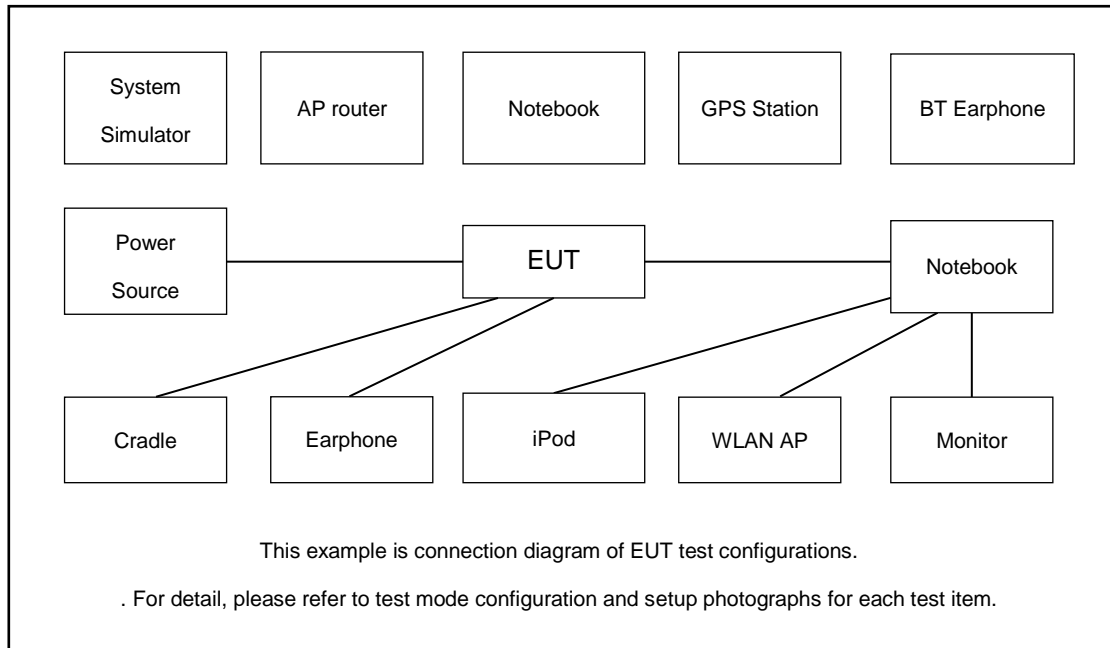 System
Simulator
AP router
Notebook
GPS Station
BT Earphone
Power
Source
EUT
Notebook
Cradle
Earphone
iPod
WLAN AP
Monitor
This example is connection diagram of EUT test configurations.
. For detail, please refer to test mode configuration and setup photographs for each test item.